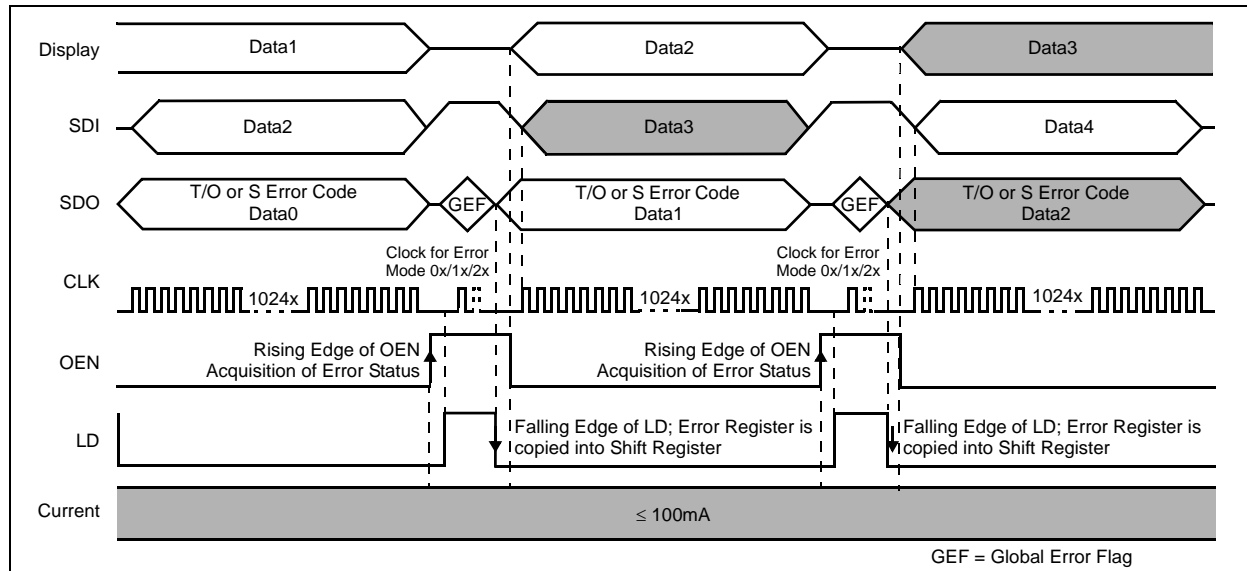 Display
Data1
Data2
Data3
SDI
Data2
Data3
Data4
SDO
T/O or S Error Code
Data0
GEF
T/O or S Error Code
Data1
GEF
T/O or S Error Code
Data2
Clock for Error
Mode 0x/1x/2x
Clock for Error
Mode 0x/1x/2x
CLK
1024x
1024x
1024x
OEN
Rising Edge of OEN
Acquisition of Error Status
Rising Edge of OEN
Acquisition of Error Status
LD
Falling Edge of LD; Error Register is
copied into Shift Register
Falling Edge of LD; Error Register is
copied into Shift Register
Current
≤ 100mA
GEF = Global Error Flag